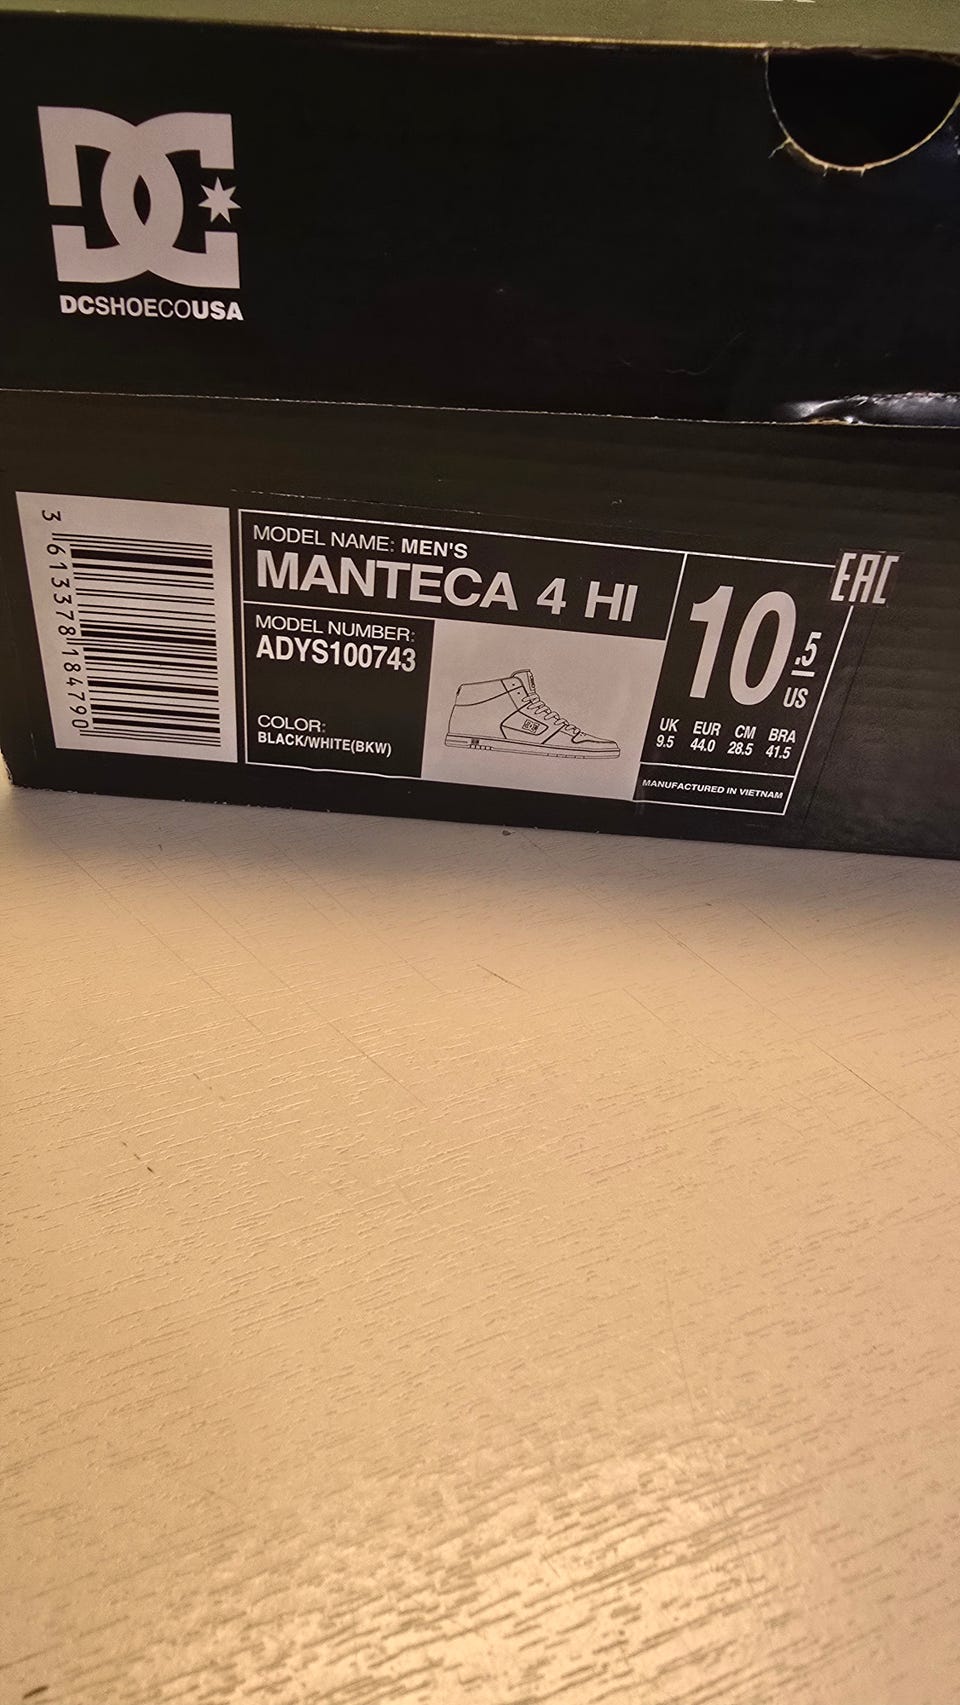 DCSHOECOUSA
3 613378 184790
MODEL NAME: MEN'S
MANTECA 4 HI
MODEL NUMBER:
ADYS100743
COLOR:
BLACK/WHITE(BKW)
10.5
US
UK EUR CM BRA
9.5 44.0 28.5 41.5
MANUFACTURED IN VIETNAM
EAC